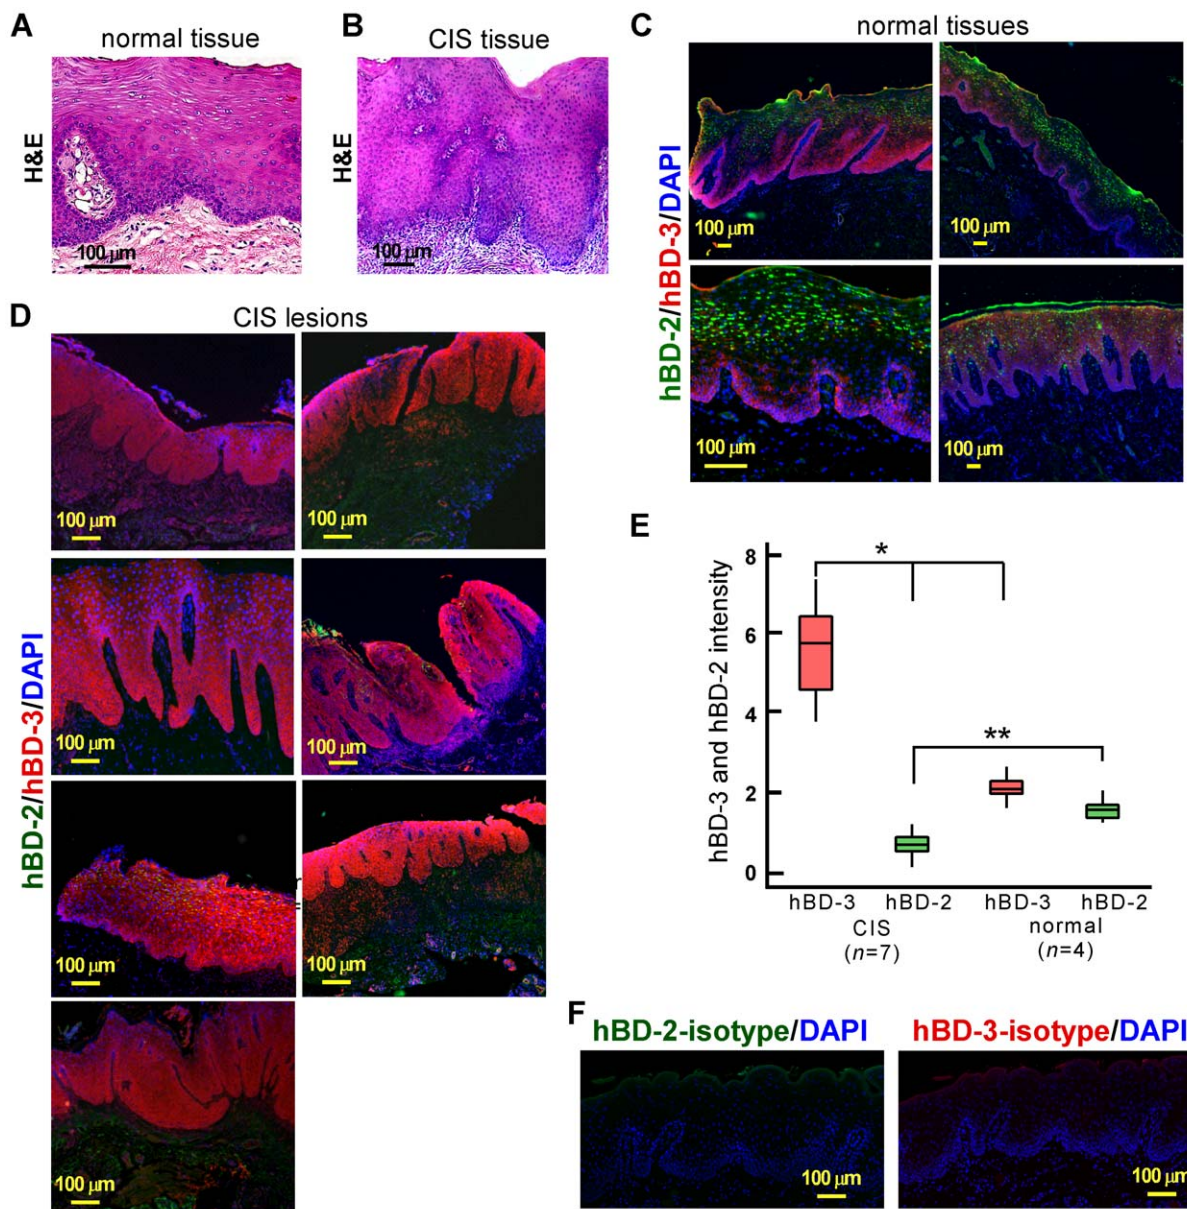 A
normal tissue
H&E
100 μm
B
CIS tissue
H&E
100 μm
C
normal tissues
hBD-2/hBD-3/DAPI
100 μm
100 μm
100 μm
100 μm
D
CIS lesions
hBD-2/hBD-3/DAPI
100 μm
100 μm
100 μm
100 μm
100 μm
100 μm
100 μm
E
hBD-3 and hBD-2 intensity
8
6
4
2
0
*
**
hBD-3
hBD-2
hBD-3
hBD-2
CIS
normal
(n=7)
(n=4)
F
hBD-2-isotype/DAPI
100 μm
hBD-3-isotype/DAPI
100 μm